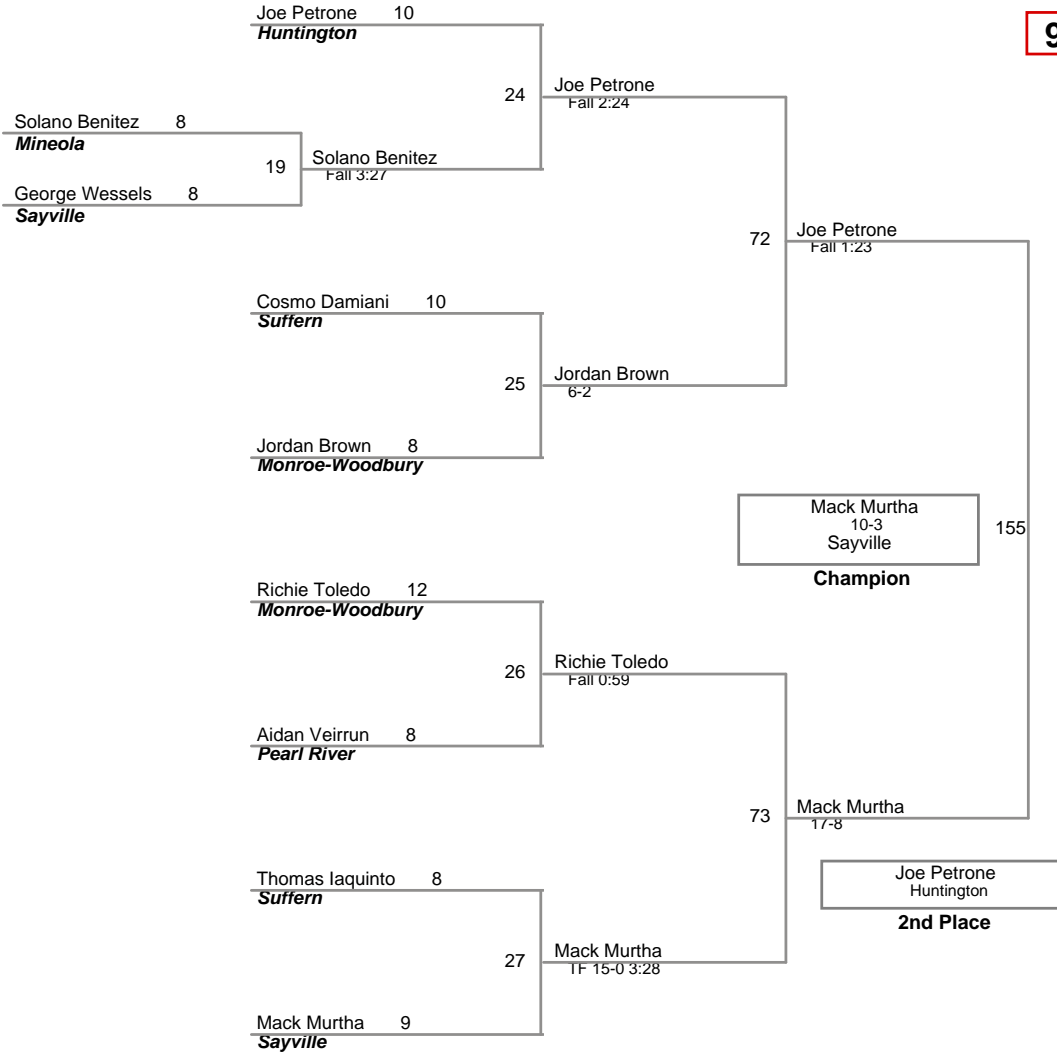 Joe Petrone 10
Huntington
9
24
Joe Petrone
Fall 2:24
Solano Benitez 8
Mineola
19
Solano Benitez
Fall 3:27
George Wessels 8
Sayville
72
Joe Petrone
Fall 1:23
Cosmo Damiani 10
Suffern
25
Jordan Brown
6-2
Jordan Brown 8
Monroe-Woodbury
Mack Murtha
10-3
Sayville
Champion
155
Richie Toledo 12
Monroe-Woodbury
26
Richie Toledo
Fall 0:59
Aidan Veirrun 8
Pearl River
73
Mack Murtha
17-8
Joe Petrone
Huntington
2nd Place
Thomas Iaquinto 8
Suffern
27
Mack Murtha
TF 15-0 3:28
Mack Murtha 9
Sayville